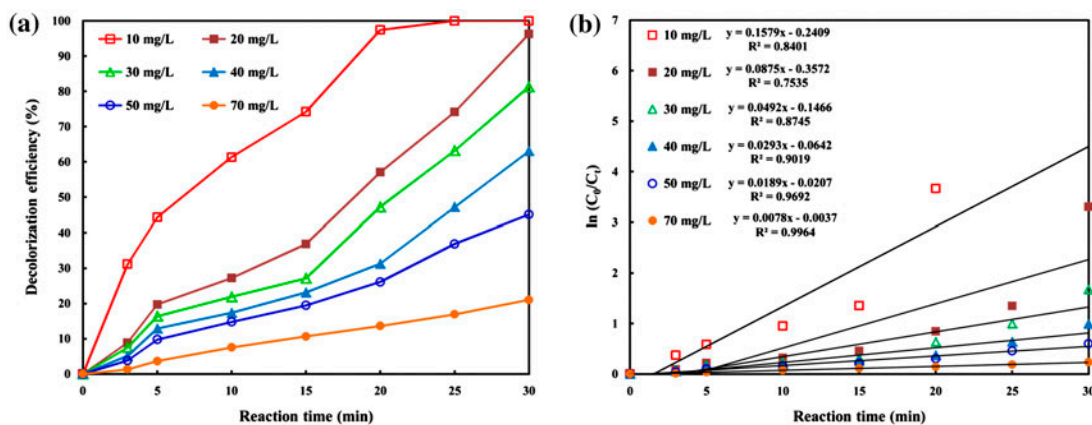 (a)
Decolorization efficiency (%)
100
90
80
70
60
50
40
30
20
10
0
10 mg/L
20 mg/L
30 mg/L
40 mg/L
50 mg/L
70 mg/L
0
5
10
15
20
25
30
Reaction time (min)
(b)
ln (C₀/Cₜ)
7
6
5
4
3
2
1
0
10 mg/L
y = 0.1579x - 0.2409
R² = 0.8401
20 mg/L
y = 0.0875x - 0.3572
R² = 0.7535
30 mg/L
y = 0.0492x - 0.1466
R² = 0.8745
40 mg/L
y = 0.0293x - 0.0642
R² = 0.9019
50 mg/L
y = 0.0189x - 0.0207
R² = 0.9692
70 mg/L
y = 0.0078x - 0.0037
R² = 0.9964
0
5
10
15
20
25
30
Reaction time (min)